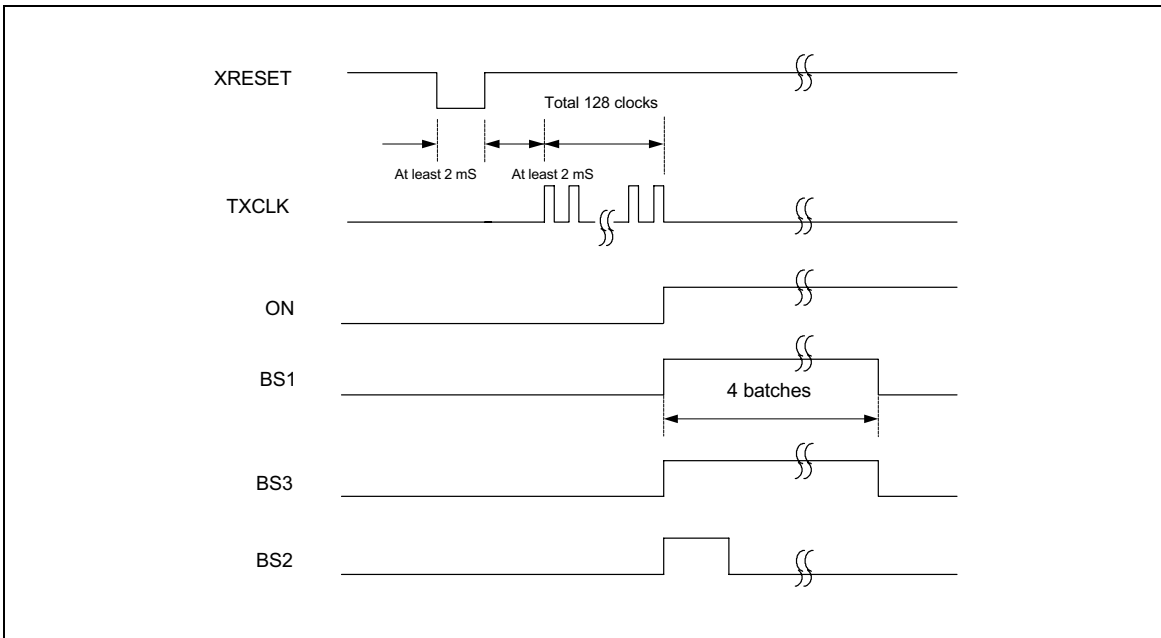 XRESET
Total 128 clocks
At least 2 mS
At least 2 mS
TXCLK
ON
BS1
4 batches
BS3
BS2